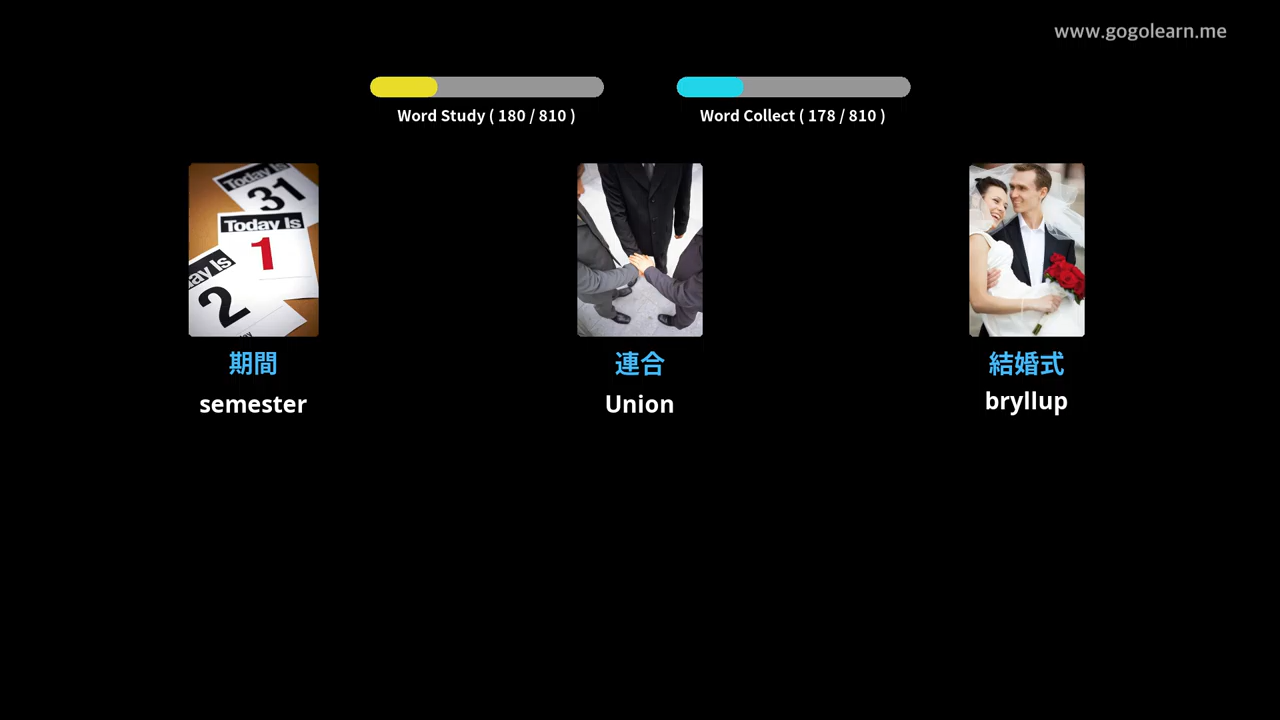 www.gogolearn.me
Word Study ( 180 / 810 )
Word Collect ( 178 / 810 )
Today Is
31
Today Is
1
ay Is
2
期間
連合
結婚式
semester
Union
bryllup